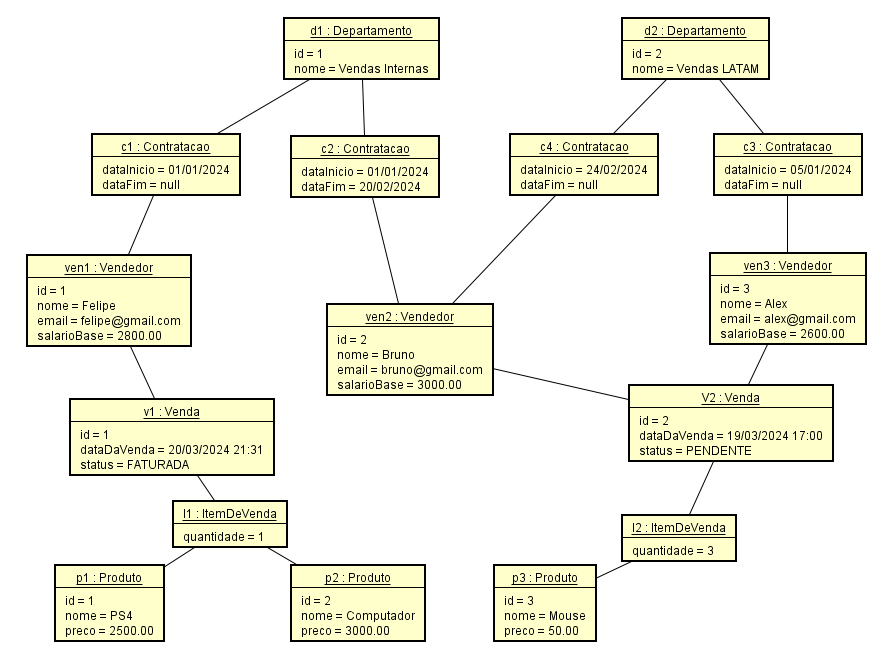 d1 : Departamento
id = 1
nome = Vendas Internas
d2 : Departamento
id = 2
nome = Vendas LATAM
c1 : Contratacao
dataInicio = 01/01/2024
dataFim = null
c2 : Contratacao
dataInicio = 01/01/2024
dataFim = 20/02/2024
c4 : Contratacao
dataInicio = 24/02/2024
dataFim = null
c3 : Contratacao
dataInicio = 05/01/2024
dataFim = null
ven1 : Vendedor
id = 1
nome = Felipe
email = felipe@gmail.com
salarioBase = 2800.00
ven2 : Vendedor
id = 2
nome = Bruno
email = bruno@gmail.com
salarioBase = 3000.00
ven3 : Vendedor
id = 3
nome = Alex
email = alex@gmail.com
salarioBase = 2600.00
v1 : Venda
id = 1
dataDaVenda = 20/03/2024 21:31
status = FATURADA
V2 : Venda
id = 2
dataDaVenda = 19/03/2024 17:00
status = PENDENTE
I1 : ItemDeVenda
quantidade = 1
I2 : ItemDeVenda
quantidade = 3
p1 : Produto
id = 1
nome = PS4
preco = 2500.00
p2 : Produto
id = 2
nome = Computador
preco = 3000.00
p3 : Produto
id = 3
nome = Mouse
preco = 50.00